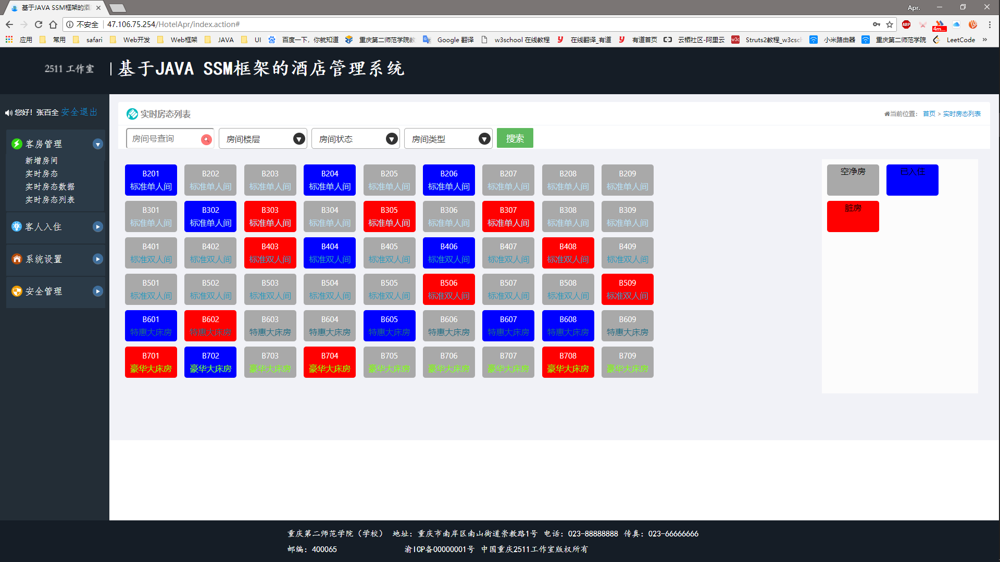 基于JAVA SSM框架的酒店
Apr.
不安全 47.106.75.254/HotelApr/index.action#
应用 常用 safari Web开发 Web框架 JAVA UI 百度一下，你就知道 重庆第二师范学院教 Google 翻译 w3school 在线教程 在线翻译_有道 有道首页 云栖社区-阿里云 Struts2教程_w3csch 小米路由器 重庆第二师范学院 LeetCode »
2511 工作室 | 基于JAVA SSM框架的酒店管理系统
您好! 张百全 安全退出
客房管理
新增房间
实时房态
实时房态数据
实时房态列表
客人入住
系统设置
安全管理
实时房态列表
当前位置： 首页 > 实时房态列表
房间号查询 房间楼层 房间状态 房间类型 搜索
B201 B202 B203 B204 B205 B206 B207 B208 B209
标准单人间 标准单人间 标准单人间 标准单人间 标准单人间 标准单人间 标准单人间 标准单人间 标准单人间
B301 B302 B303 B304 B305 B306 B307 B308 B309
标准单人间 标准单人间 标准单人间 标准单人间 标准单人间 标准单人间 标准单人间 标准单人间 标准单人间
B401 B402 B403 B404 B405 B406 B407 B408 B409
标准双人间 标准双人间 标准双人间 标准双人间 标准双人间 标准双人间 标准双人间 标准双人间 标准双人间
B501 B502 B503 B504 B505 B506 B507 B508 B509
标准双人间 标准双人间 标准双人间 标准双人间 标准双人间 标准双人间 标准双人间 标准双人间 标准双人间
B601 B602 B603 B604 B605 B606 B607 B608 B609
特惠大床房 特惠大床房 特惠大床房 特惠大床房 特惠大床房 特惠大床房 特惠大床房 特惠大床房 特惠大床房
B701 B702 B703 B704 B705 B706 B707 B708 B709
豪华大床房 豪华大床房 豪华大床房 豪华大床房 豪华大床房 豪华大床房 豪华大床房 豪华大床房 豪华大床房
空净房 已入住
脏房
重庆第二师范学院（学校） 地址：重庆市南岸区南山街道崇教路1号 电话：023-88888888 传真：023-66666666
邮编：400065 渝ICP备00000001号 中国重庆2511工作室版权所有